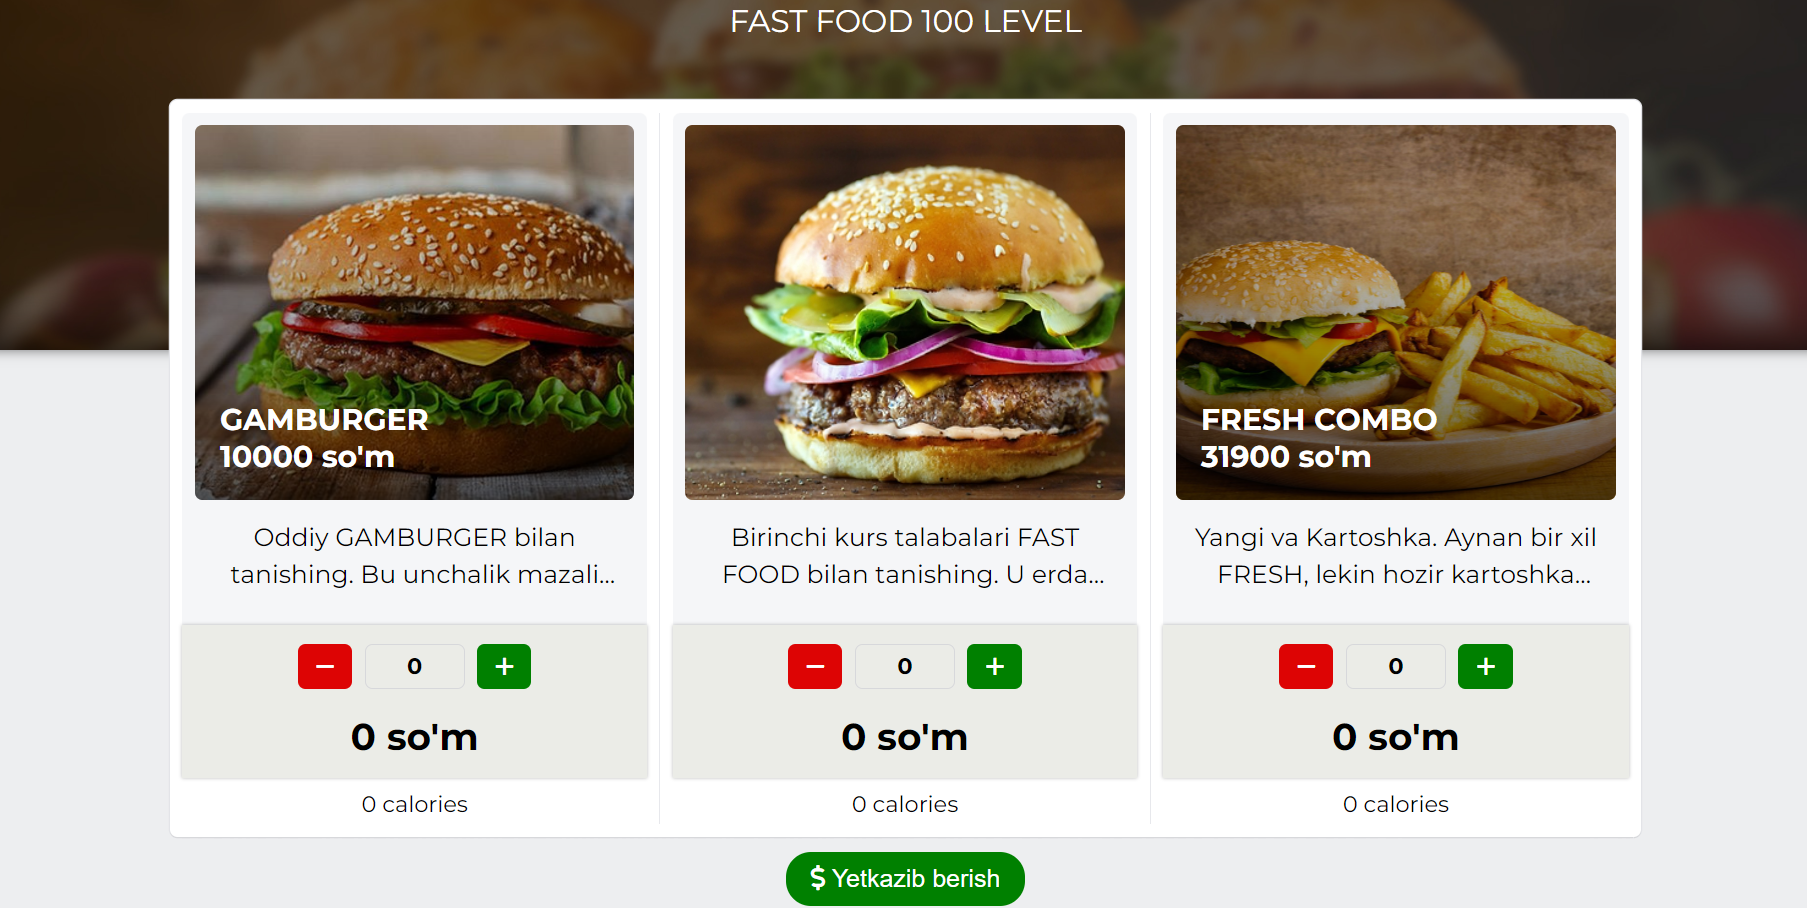 FAST FOOD 100 LEVEL
GAMBURGER
10000 so'm
Oddiy GAMBURGER bilan
tanishing. Bu unchalik mazali...
− 0 +
0 so'm
0 calories
Birinchi kurs talabalari FAST
FOOD bilan tanishing. U erda...
− 0 +
0 so'm
0 calories
FRESH COMBO
31900 so'm
Yangi va Kartoshka. Aynan bir xil
FRESH, lekin hozir kartoshka...
− 0 +
0 so'm
0 calories
$ Yetkazib berish